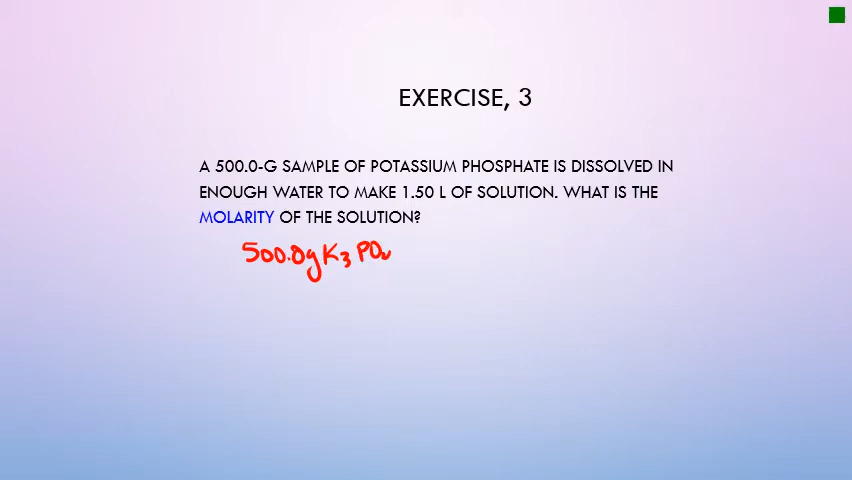 EXERCISE, 3
A 500.0-G SAMPLE OF POTASSIUM PHOSPHATE IS DISSOLVED IN
ENOUGH WATER TO MAKE 1.50 L OF SOLUTION. WHAT IS THE
MOLARITY OF THE SOLUTION?
500.0g K3 PO4